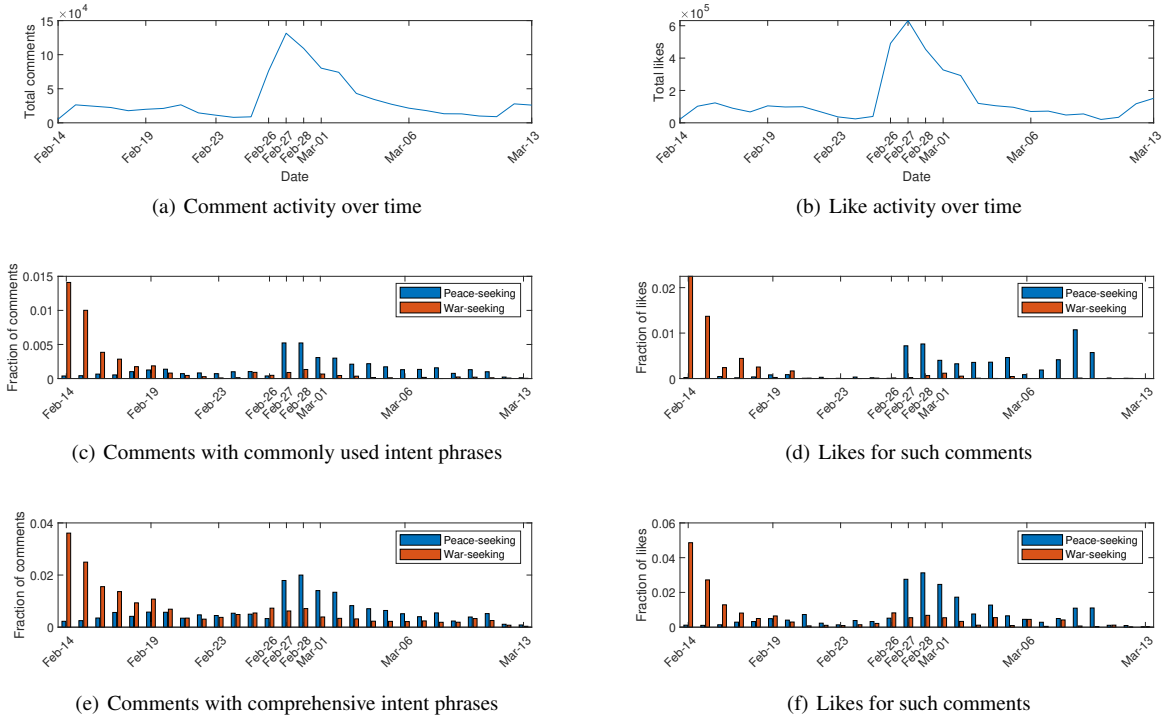 ×10⁴
15
10
5
0
Total comments
Feb-14
Feb-19
Feb-23
Feb-26
Feb-27
Feb-28
Mar-01
Mar-06
Mar-13
Date
(a) Comment activity over time
×10⁵
6
4
2
0
Total likes
Feb-14
Feb-19
Feb-23
Feb-26
Feb-27
Feb-28
Mar-01
Mar-06
Mar-13
Date
(b) Like activity over time
0.015
0.01
0.005
0
Fraction of comments
Peace-seeking
War-seeking
Feb-14
Feb-19
Feb-23
Feb-26
Feb-27
Feb-28
Mar-01
Mar-06
Mar-13
(c) Comments with commonly used intent phrases
0.02
0.01
0
Fraction of likes
Peace-seeking
War-seeking
Feb-14
Feb-19
Feb-23
Feb-26
Feb-27
Feb-28
Mar-01
Mar-06
Mar-13
(d) Likes for such comments
0.04
0.02
0
Fraction of comments
Peace-seeking
War-seeking
Feb-14
Feb-19
Feb-23
Feb-26
Feb-27
Feb-28
Mar-01
Mar-06
Mar-13
(e) Comments with comprehensive intent phrases
0.06
0.04
0.02
0
Fraction of likes
Peace-seeking
War-seeking
Feb-14
Feb-19
Feb-23
Feb-26
Feb-27
Feb-28
Mar-01
Mar-06
Mar-13
(f) Likes for such comments